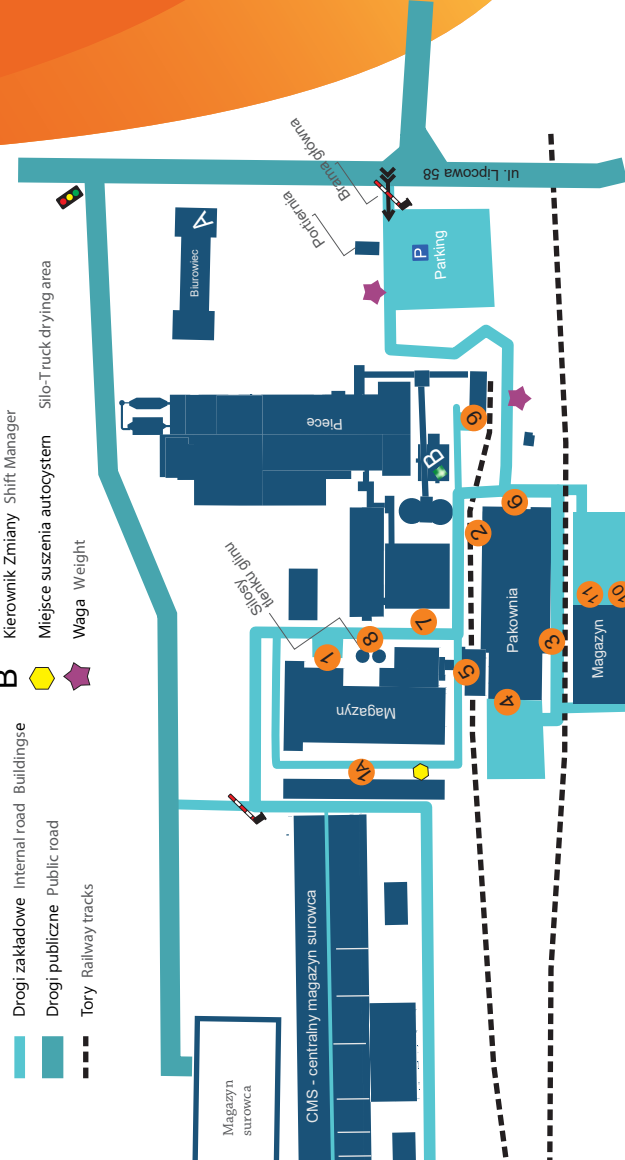 B
Kierownik Zmiany Shift Manager
Miejsce suszenia autocystern Silo-Truck drying area
Waga Weight
Drogi zakładowe Internal road Buildingse
Drogi publiczne Public road
Tory Railway tracks
Brama główna
Portiernia
ul. Lipcowa 58
A
Biurowiec
P
Parking
Piece
B
9
6
2
Silosy
tlenku glinu
7
8
1
5
3
4
11
10
Pakownia
Magazyn
Magazyn
1A
CMS - centralny magazyn surowca
Magazyn
surowca